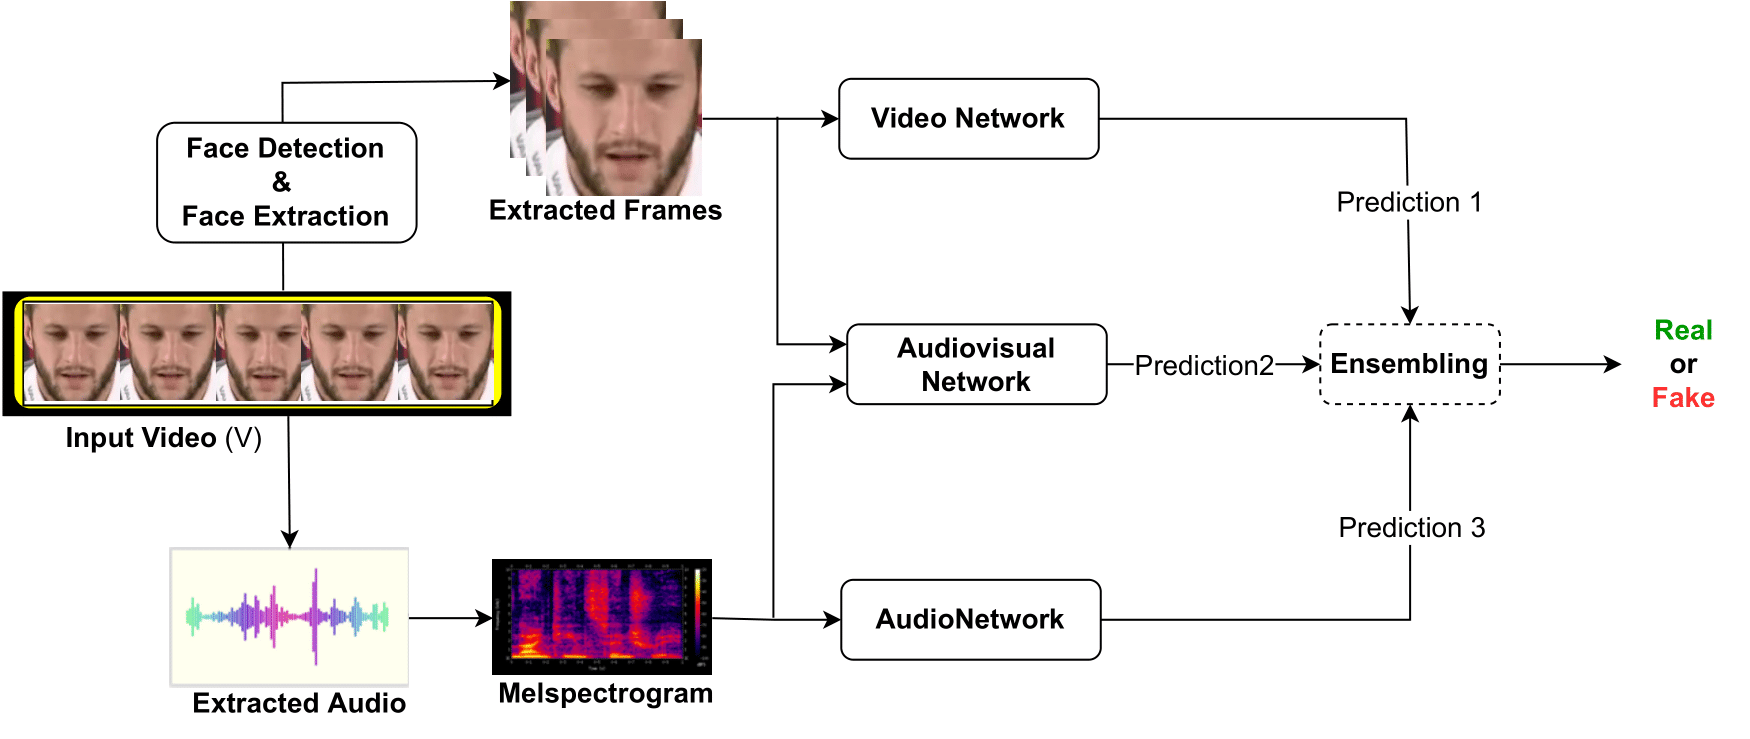 Face Detection
&
Face Extraction
Extracted Frames
Video Network
Prediction 1
Input Video (V)
Audiovisual
Network
Prediction2
Ensembling
Real
or
Fake
Prediction 3
Extracted Audio
Melspectrogram
AudioNetwork